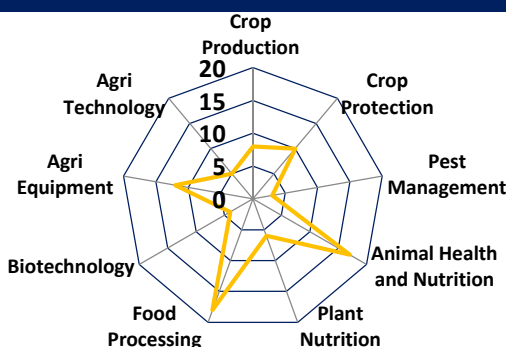 Crop
Production
Crop
Protection
Pest
Management
Animal Health
and Nutrition
Plant
Nutrition
Food
Processing
Biotechnology
Agri
Equipment
Agri
Technology
20
15
10
5
0